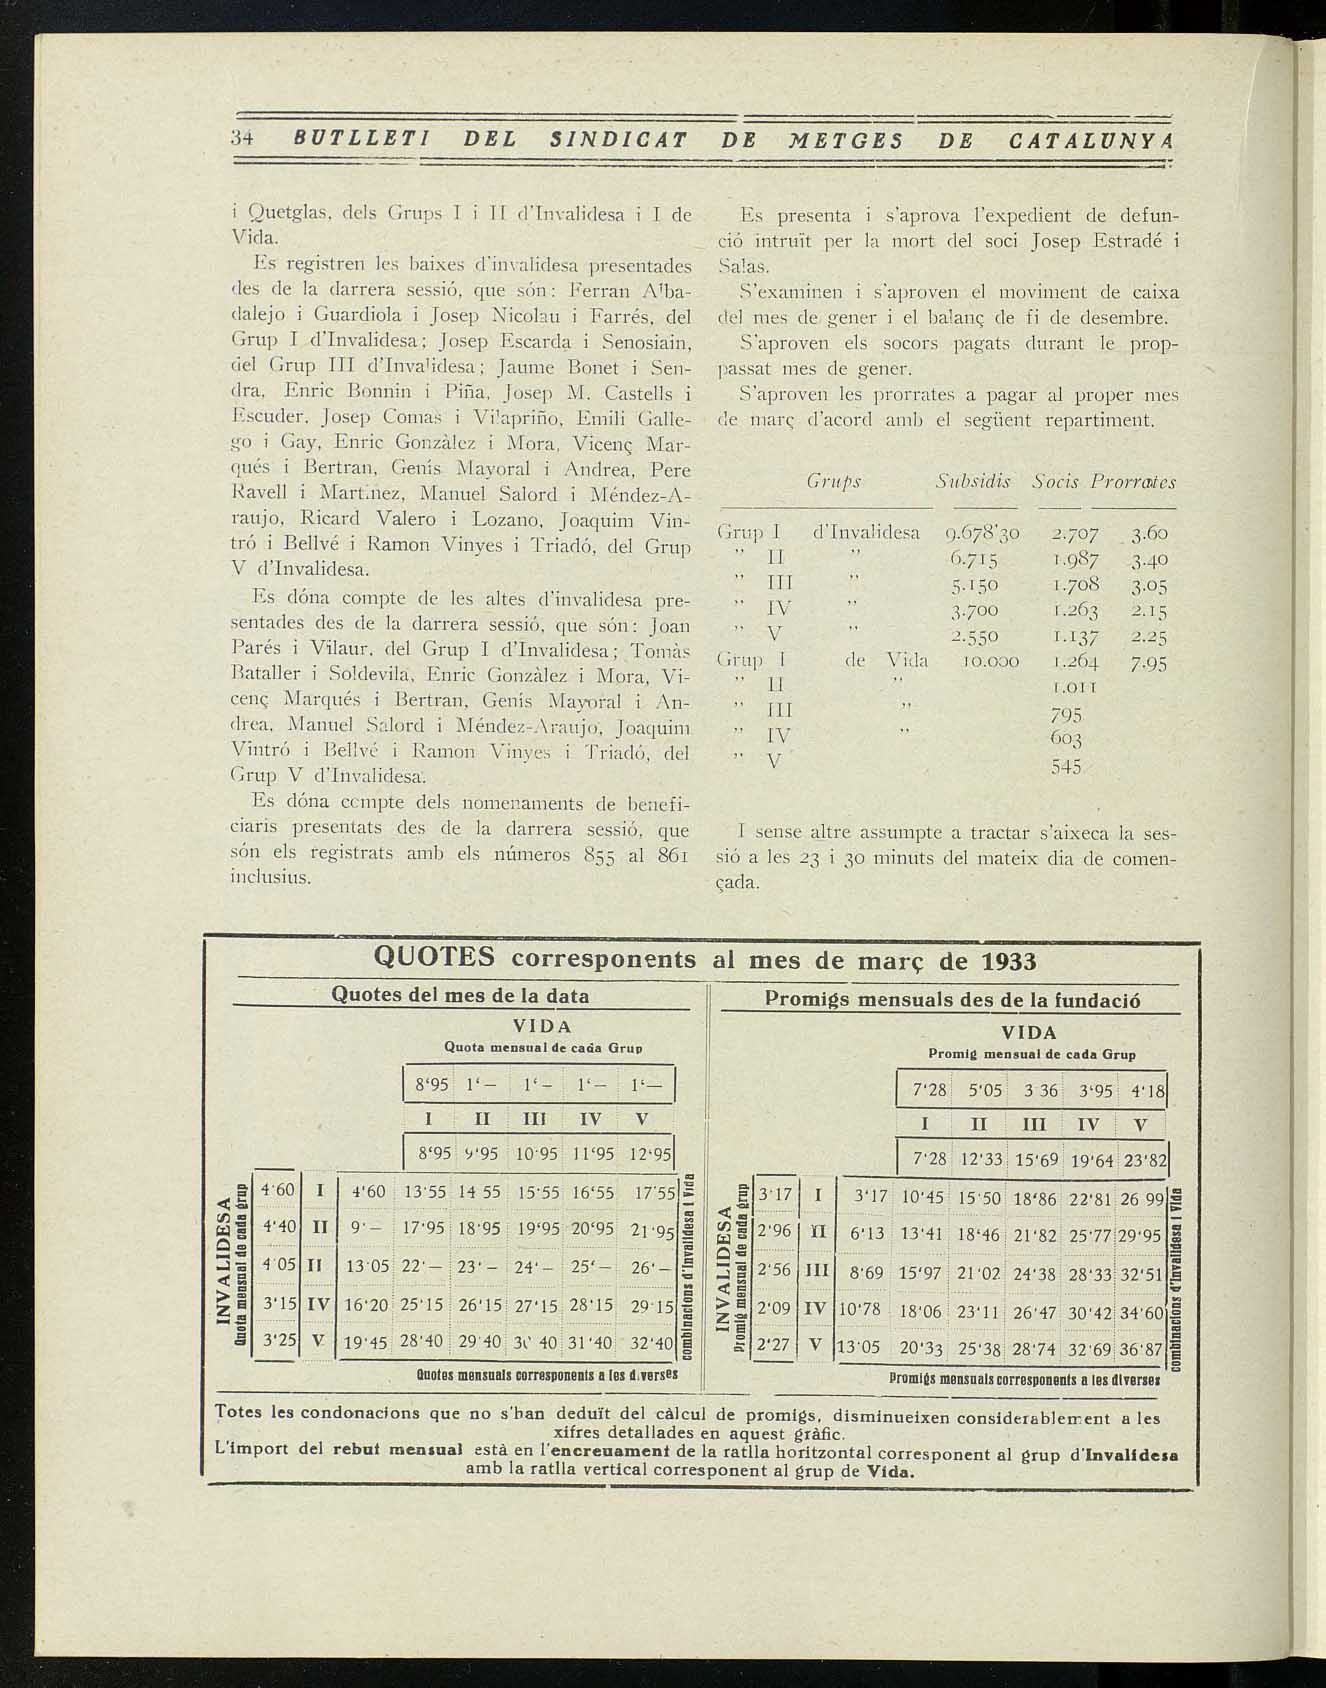 34 BUTLLETI DEL SINDICAT DE METGES DE CATALUNYA
i Quetglas, dels Grups I i II d'Invalidesa i I de
Vida.
Es registren les baixes d'invalidesa presentades
des de la darrera sessió, que són: Ferran Alba-
dalejo i Guardiola i Josep Nicolau i Farrés, del
Grup I d'Invalidesa; Josep Escarda i Senosiain,
del Grup III d'Invalidesa; Jaume Bonet i Sen-
dra, Enric Bonnin i Piña, Josep M. Castells i
Escuder, Josep Comas i Vilapriño, Emili Galle-
go i Gay, Enric Gonzàlez i Mora, Vicenç Mar-
qués i Bertran, Genís Mayoral i Andrea, Pere
Ravell i Martínez, Manuel Salord i Méndez-A-
raujo, Ricard Valero i Lozano, Joaquim Vin-
tró i Bellvé i Ramon Vinyes i Triadó, del Grup
V d'Invalidesa.
Es dóna compte de les altes d'invalidesa pre-
sentades des de la darrera sessió, que són: Joan
Parés i Vilaur, del Grup I d'Invalidesa; Tomàs
Bataller i Soldevila, Enric Gonzàlez i Mora, Vi-
cenç Marqués i Bertran, Genís Mayoral i An-
drea, Manuel Salord i Méndez-Araujo, Joaquim
Vintró i Bellvé i Ramon Vinyes i Triadó, del
Grup V d'Invalidesa.
Es dóna compte dels nomenaments de benefi-
ciaris presentats des de la darrera sessió, que
són els registrats amb els números 855 al 861
inclusius.
Es presenta i s'aprova l'expedient de defun-
ció intruït per la mort del soci Josep Estradé i
Salas.
S'examinen i s'aproven el moviment de caixa
del mes de gener i el balanç de fi de desembre.
S'aproven els socors pagats durant le prop-
passat mes de gener.
S'aproven les prorrates a pagar al proper mes
de març d'acord amb el següent repartiment.
Grups Subsidis Socis Prorrates
Grup I d'Invalidesa 9.678'30 2.707 3.60
" II " 6.715 1.987 3.40
" III " 5.150 1.708 3.05
" IV " 3.700 1.263 2.15
" V " 2.550 1.137 2.25
Grup I de Vida 10.000 1.264 7.95
" II " 1.011
" III " 795
" IV " 603
" V 545
I sense altre assumpte a tractar s'aixeca la ses-
sió a les 23 i 30 minuts del mateix dia de comen-
çada.
QUOTES corresponents al mes de març de 1933
Quotes del mes de la data
VIDA
Quota mensual de cada Grup
8'95 1'— 1'— 1'— 1'—
I II III IV V
8'95 9'95 10'95 11'95 12'95
INVALIDESA
Quota mensual de cada grup
4'60 I 4'60 13'55 14'55 15'55 16'55 17'55
4'40 II 9'— 17'95 18'95 19'95 20'95 21'95
4'05 II 13'05 22'— 23'— 24'— 25'— 26'—
3'15 IV 16'20 25'15 26'15 27'15 28'15 29'15
3'25 V 19'45 28'40 29'40 30'40 31'40 32'40
combinacions d'Invalidesa i Vida
Quotes mensuals corresponents a les diverses
Promigs mensuals des de la fundació
VIDA
Promig mensual de cada Grup
7'28 5'05 3'36 3'95 4'18
I II III IV V
7'28 12'33 15'69 19'64 23'82
INVALIDESA
Promig mensual de cada grup
3'17 I 3'17 10'45 15'50 18'86 22'81 26'99
2'96 II 6'13 13'41 18'46 21'82 25'77 29'95
2'56 III 8'69 15'97 21'02 24'38 28'33 32'51
2'09 IV 10'78 18'06 23'11 26'47 30'42 34'60
2'27 V 13'05 20'33 25'38 28'74 32'69 36'87
combinacions d'Invalidesa i Vida
Promigs mensuals corresponents a les diverses
Totes les condonacions que no s'han deduït del càlcul de promigs, disminueixen considerablement a les
xifres detallades en aquest gràfic.
L'import del rebut mensual està en l'encreuament de la ratlla horitzontal corresponent al grup d'Invalidesa
amb la ratlla vertical corresponent al grup de Vida.